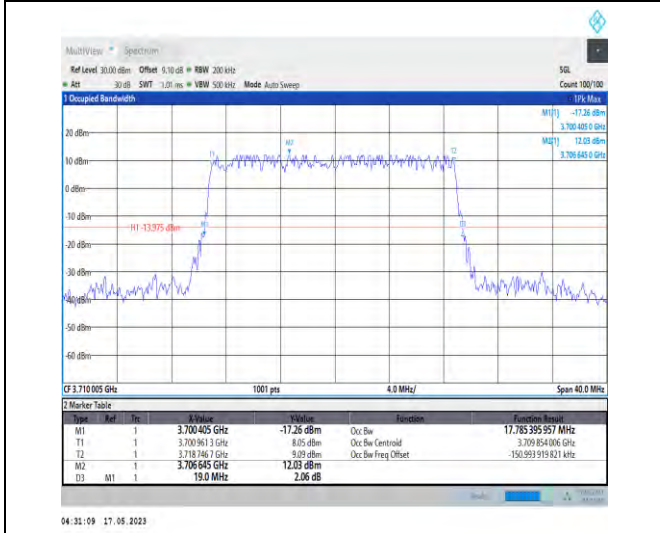 MultiView Spectrum
Ref Level 30.00 dBm Offset 9.10 dB RBW 200 kHz SGL
Att 30 dB SWT 1.01 ms VBW 500 kHz Mode Auto Sweep Count 100/100
1 Occupied Bandwidth 1Pk Max
M1[1] -17.26 dBm
3.700 405 0 GHz
M2[1] 12.03 dBm
3.706 645 0 GHz
20 dBm
M2
T1
T2
10 dBm
0 dBm
-10 dBm
M1
D3
H1 -13.975 dBm
-20 dBm
-30 dBm
-40 dBm
-50 dBm
-60 dBm
CF 3.710 005 GHz 1001 pts 4.0 MHz/ Span 40.0 MHz
2 Marker Table
Type Ref Trc X-Value Y-Value Function Function Result
M1 1 3.700 405 GHz -17.26 dBm Occ Bw 17.785 395 957 MHz
T1 1 3.700 961 3 GHz 8.05 dBm Occ Bw Centroid 3.709 854 006 GHz
T2 1 3.718 746 7 GHz 9.09 dBm Occ Bw Freq Offset -150.993 919 821 kHz
M2 1 3.706 645 GHz 12.03 dBm
D3 M1 1 19.0 MHz 2.06 dB
04:31:09 17.05.2023